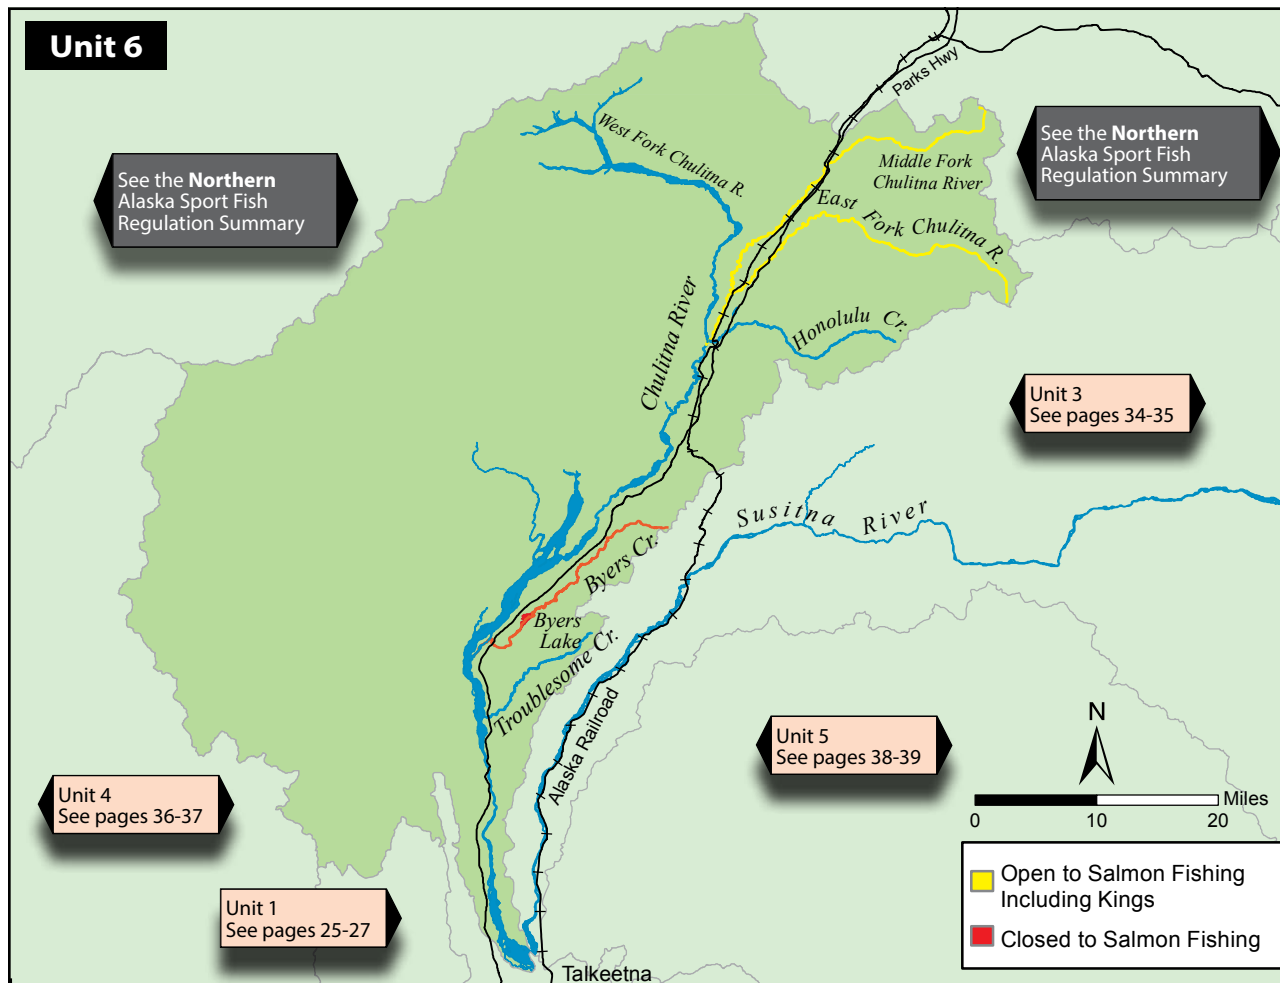 Unit 6
Parks Hwy
See the Northern
Alaska Sport Fish
Regulation Summary
See the Northern
Alaska Sport Fish
Regulation Summary
West Fork Chulitna R.
Middle Fork
Chulitna River
East Fork Chulitna R.
Chulitna River
Honolulu Cr.
Unit 3
See pages 34-35
Susitna River
Byers Cr.
Byers
Lake
Troublesome Cr.
Alaska Railroad
Unit 5
See pages 38-39
N
Miles
0 10 20
Unit 4
See pages 36-37
Unit 1
See pages 25-27
Open to Salmon Fishing
Including Kings
Closed to Salmon Fishing
Talkeetna